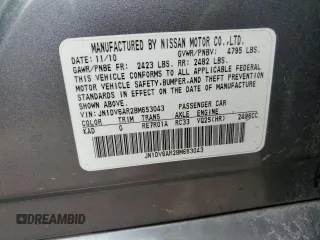 MANUFACTURED BY NISSAN MOTOR CO.,LTD.
DATE: 11/10 GVWR/PNBV: 4795 LBS.
GAWR/PNBE FR: 2423 LBS. RR: 2492 LBS.
THIS VEHICLE CONFORMS TO ALL APPLICABLE FEDERAL
MOTOR VEHICLE SAFETY, BUMPER, AND THEFT
PREVENTION STANDARDS IN EFFECT ON THE DATE OF
MANUFACTURE SHOWN ABOVE.
VIN: JN1DV6AR2BM653043 PASSENGER CAR
COLOR TRIM TRANS AXLE ENGINE
KAD G RE7R01A RC33 VQ25(HR) 2495CC
JN1DV6AR2BM653043
DREAMBID